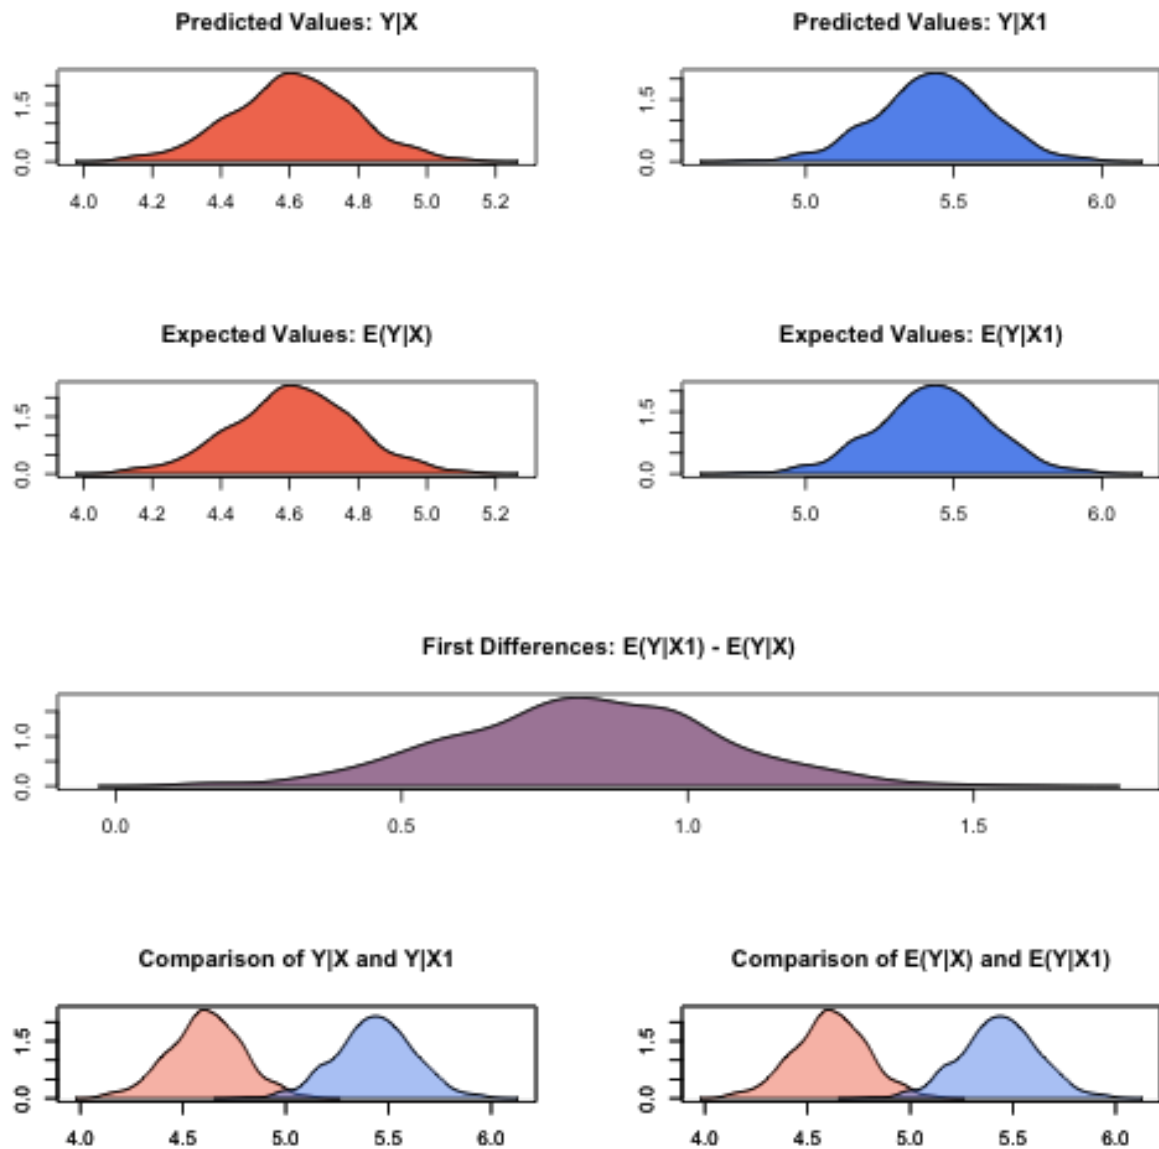 Predicted Values: Y|X
Predicted Values: Y|X1
0.0 1.5
4.0 4.2 4.4 4.6 4.8 5.0 5.2
0.0 1.5
5.0 5.5 6.0
Expected Values: E(Y|X)
Expected Values: E(Y|X1)
0.0 1.5
4.0 4.2 4.4 4.6 4.8 5.0 5.2
0.0 1.5
5.0 5.5 6.0
First Differences: E(Y|X1) - E(Y|X)
0.0 1.0
0.0 0.5 1.0 1.5
Comparison of Y|X and Y|X1
Comparison of E(Y|X) and E(Y|X1)
0.0 1.5
4.0 4.5 5.0 5.5 6.0
0.0 1.5
4.0 4.5 5.0 5.5 6.0